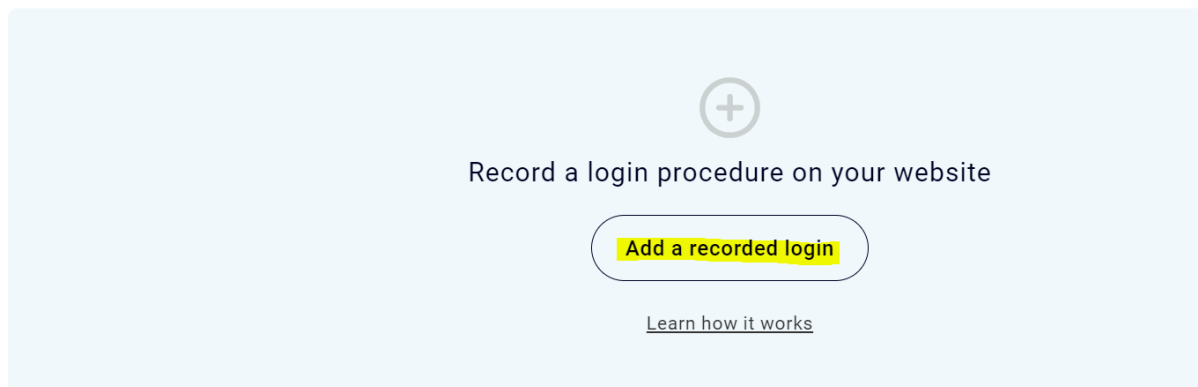 Record a login procedure on your website
Add a recorded login
Learn how it works